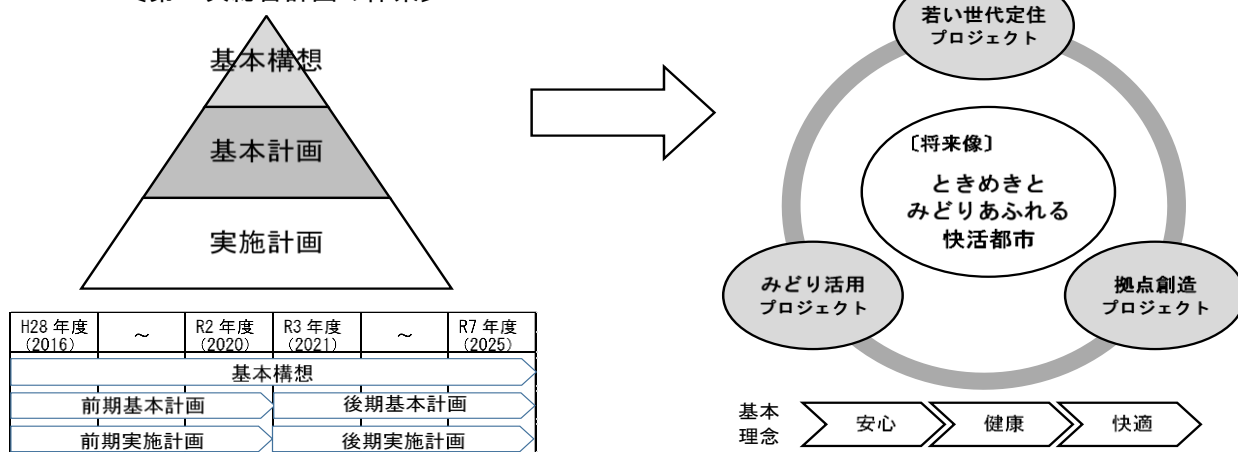 基本構想
基本計画
実施計画
H28 年度
(2016)
～
R2 年度
(2020)
R3 年度
(2021)
～
R7 年度
(2025)
基本構想
前期基本計画
後期基本計画
前期実施計画
後期実施計画
若い世代定住
プロジェクト
〔将来像〕
ときめきと
みどりあふれる
快活都市
みどり活用
プロジェクト
拠点創造
プロジェクト
基本
理念
安心
健康
快適